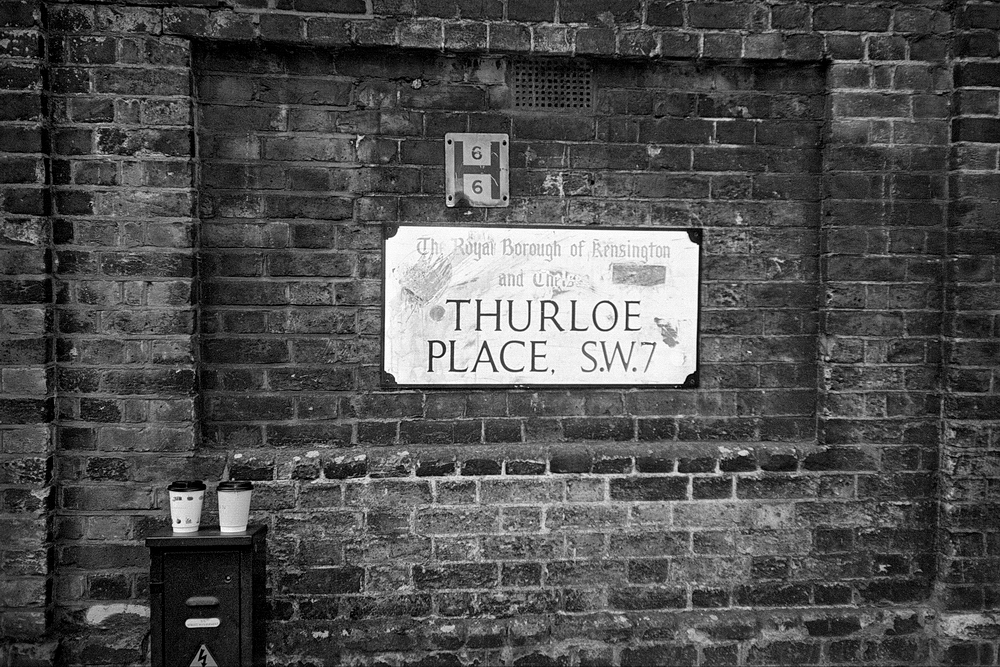 6
H
6
The Royal Borough of Kensington
and Chelsea
THURLOE
PLACE, S.W.7